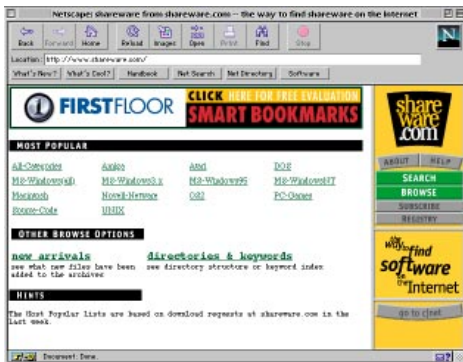 Netscape: shareware from shareware.com – the way to find shareware on the Internet
Back Forward Home Reload Images Open Print Find Stop
Location: http://www.shareware.com/
What's New? What's Cool? Handbook Net Search Net Directory Software
1 FIRSTFLOOR CLICK HERE FOR FREE EVALUATION
SMART BOOKMARKS
share
ware
.com
MOST POPULAR
All-Categories Amiga Atari DOS
MS-Windows(all) MS-Windows3.x MS-Windows95 MS-WindowsNT
Macintosh Novell-Netware OS2 PC-Games
Source-Code UNIX
ABOUT HELP
SEARCH
BROWSE
SUBSCRIBE
REGISTRY
OTHER BROWSE OPTIONS
new arrivals directories & keywords
see what new files have been see directory structure or keyword index
added to the archives
the way to find
software
on the Internet
HINTS
The Most Popular Lists are based on download requests at shareware.com in the
last week.
go to c|net
Document: Done.
N